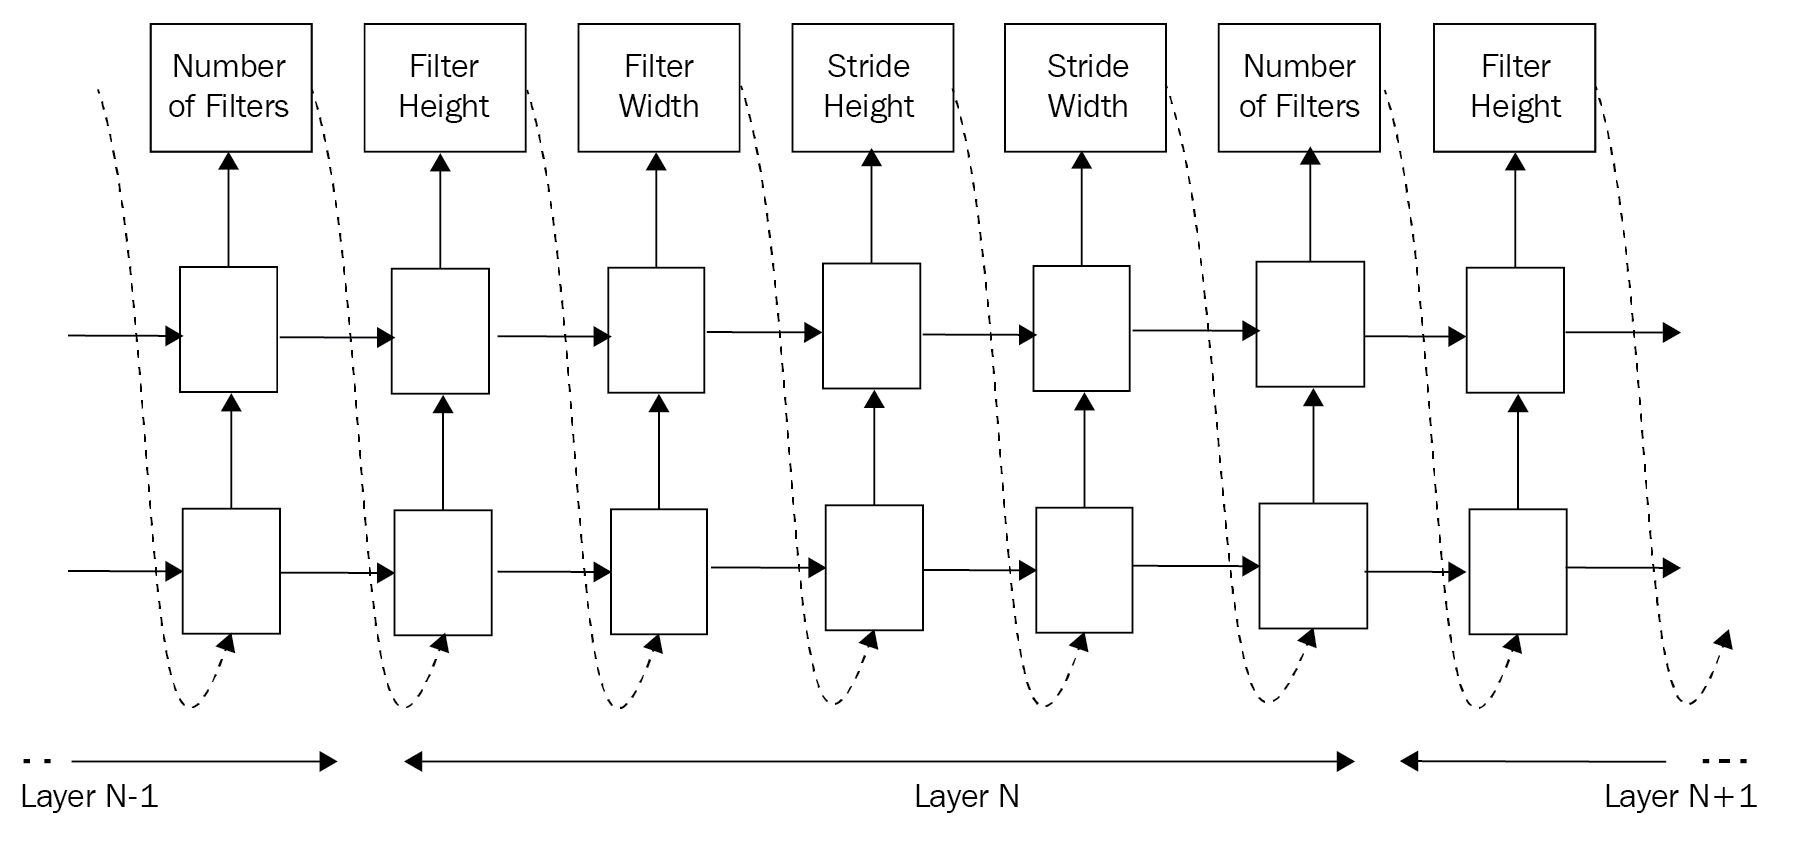 Number
of Filters
Filter
Height
Filter
Width
Stride
Height
Stride
Width
Number
of Filters
Filter
Height
Layer N-1
Layer N
Layer N+1